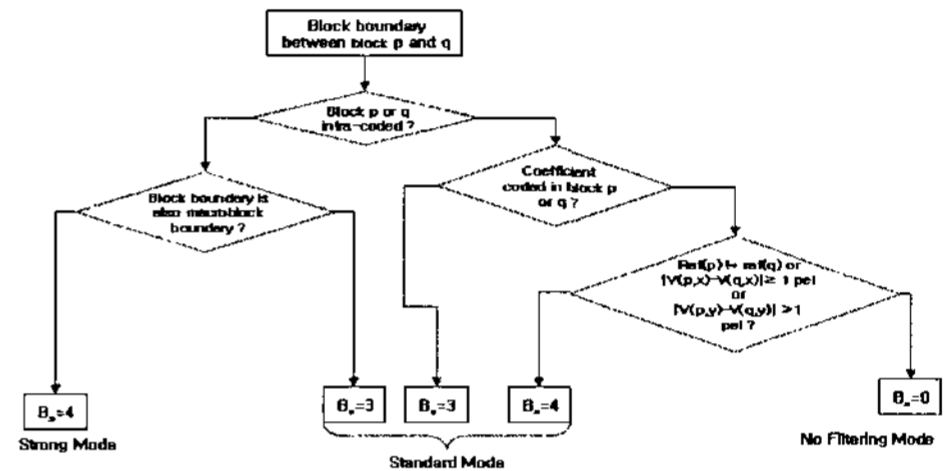 Block boundary
between block p and q
Block p or q
intra-coded ?
Coefficient
coded in block p
or q ?
Block boundary is
also macroblock
boundary ?
Ref(p) != ref(q) or
|V(p,x)-V(q,x)|≥ 1 pel
or
|V(p,y)-V(q,y)| ≥1
pel ?
Bₛ=4
Bₛ=3
Bₛ=3
Bₛ=4
Bₛ=0
Strong Mode
Standard Mode
No Filtering Mode